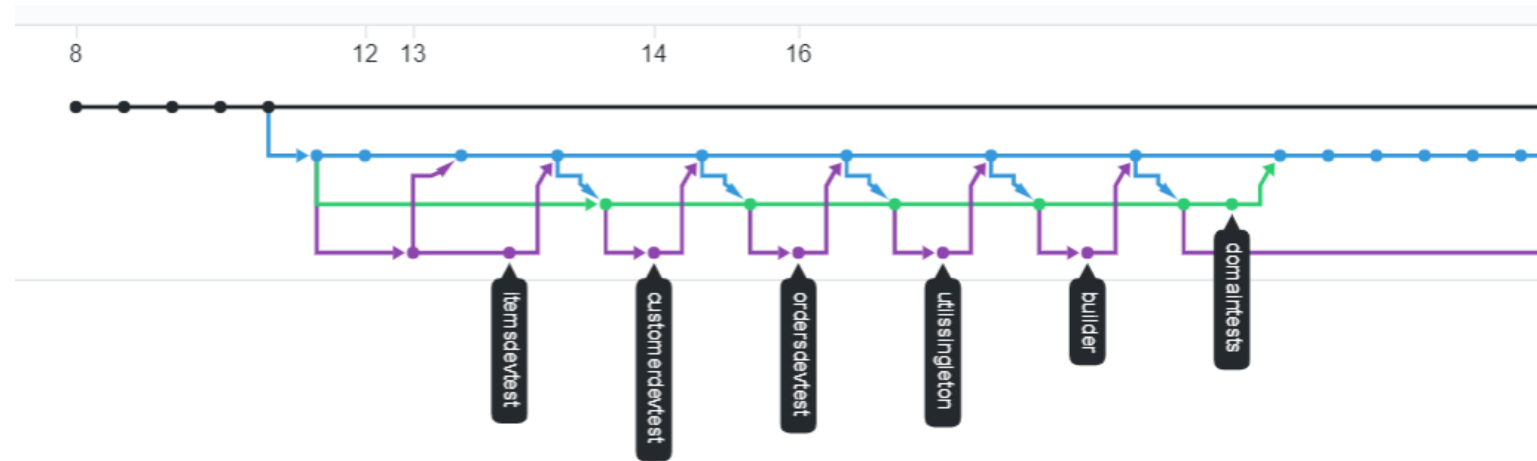 8
12
13
14
16
itemsdevtest
customerdevtest
ordersdevtest
utilssingleton
builder
domaintests